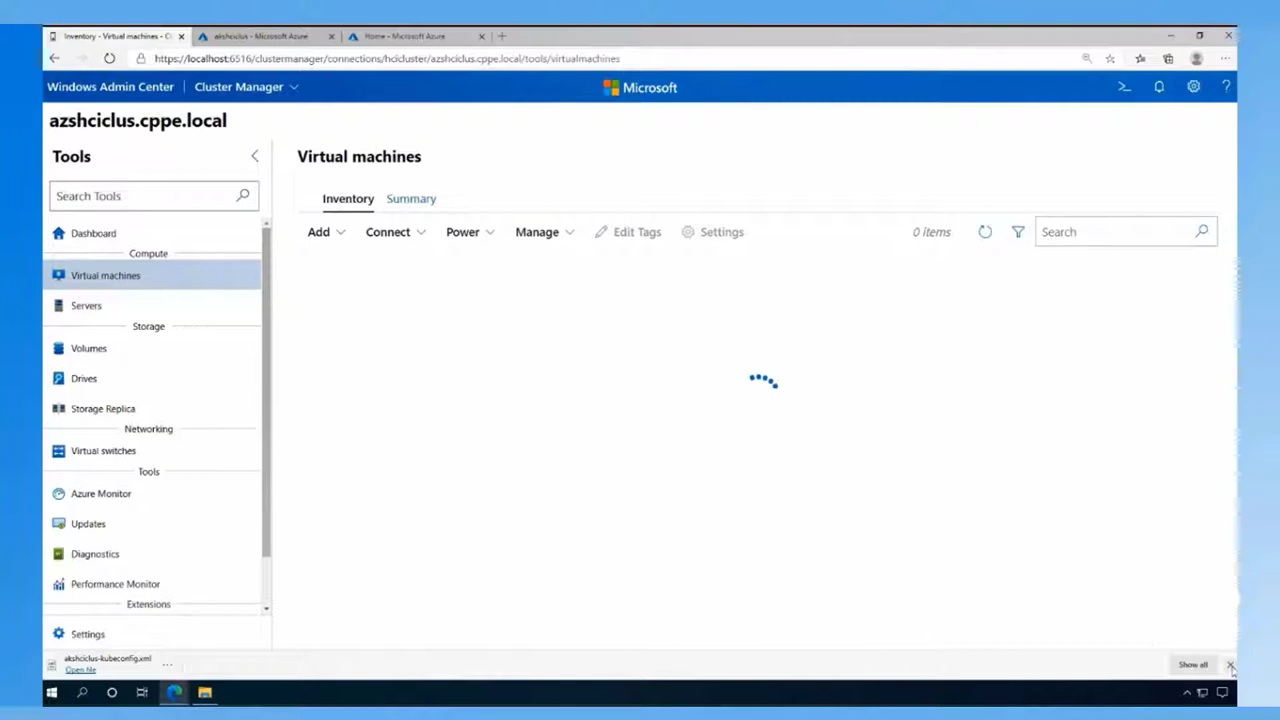 Inventory - Virtual machines - C
akshciclus - Microsoft Azure
Home - Microsoft Azure
https://localhost:6516/clustermanager/connections/hcicluster/azshciclus.cppe.local/tools/virtualmachines
Windows Admin Center | Cluster Manager
Microsoft
azshciclus.cppe.local
Tools
Search Tools
Dashboard
Compute
Virtual machines
Servers
Storage
Volumes
Drives
Storage Replica
Networking
Virtual switches
Tools
Azure Monitor
Updates
Diagnostics
Performance Monitor
Extensions
Settings
Virtual machines
Inventory Summary
Add Connect Power Manage Edit Tags Settings 0 items Search
akshciclus-kubeconfig.xml
Open file
Show all